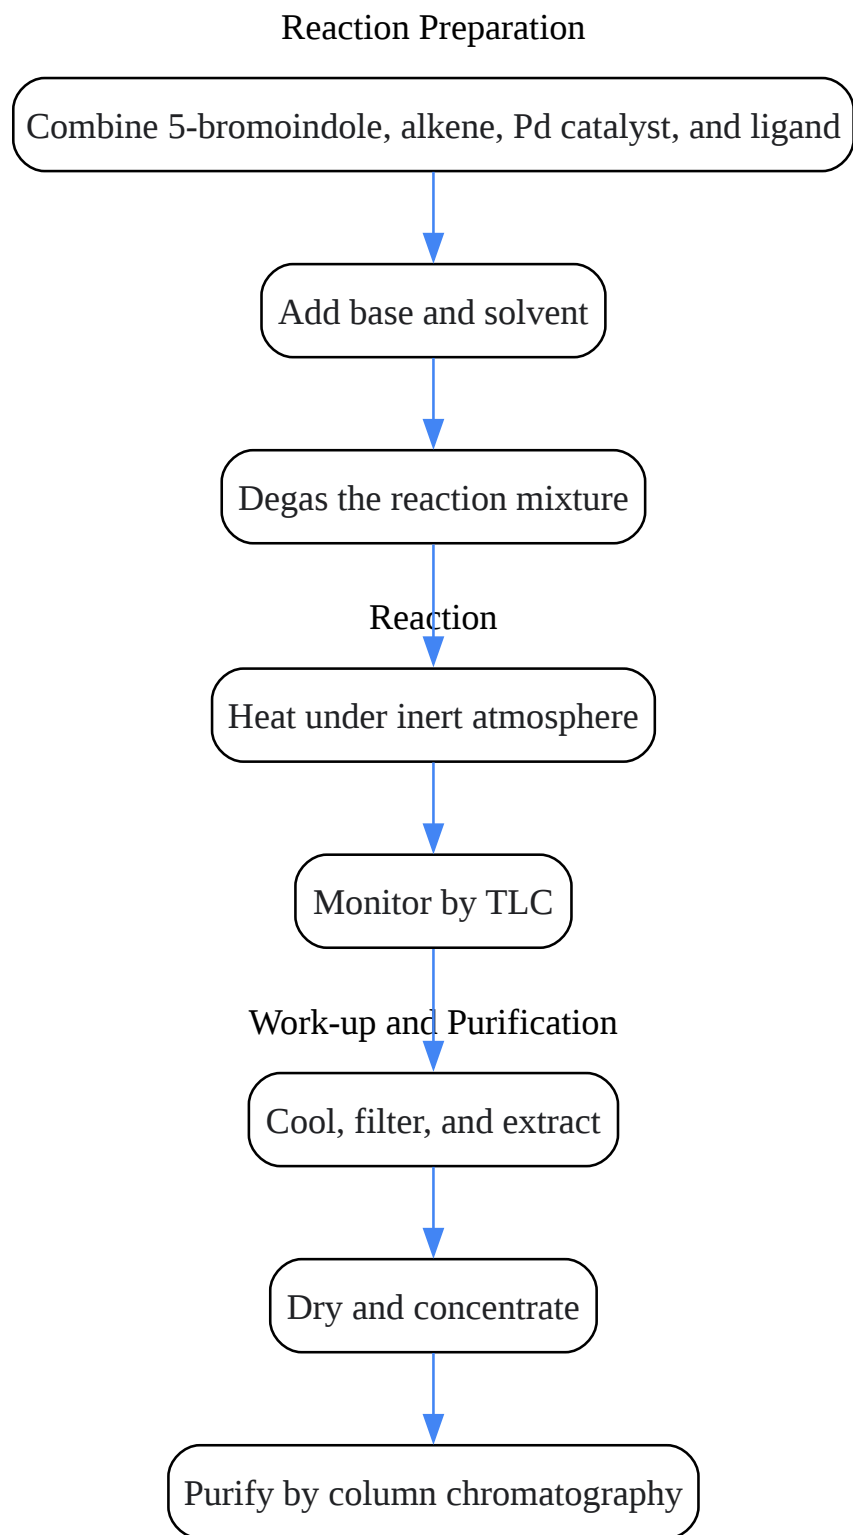 Reaction Preparation
Combine 5-bromoindole, alkene, Pd catalyst, and ligand
Add base and solvent
Degas the reaction mixture
Reaction
Heat under inert atmosphere
Monitor by TLC
Work-up and Purification
Cool, filter, and extract
Dry and concentrate
Purify by column chromatography